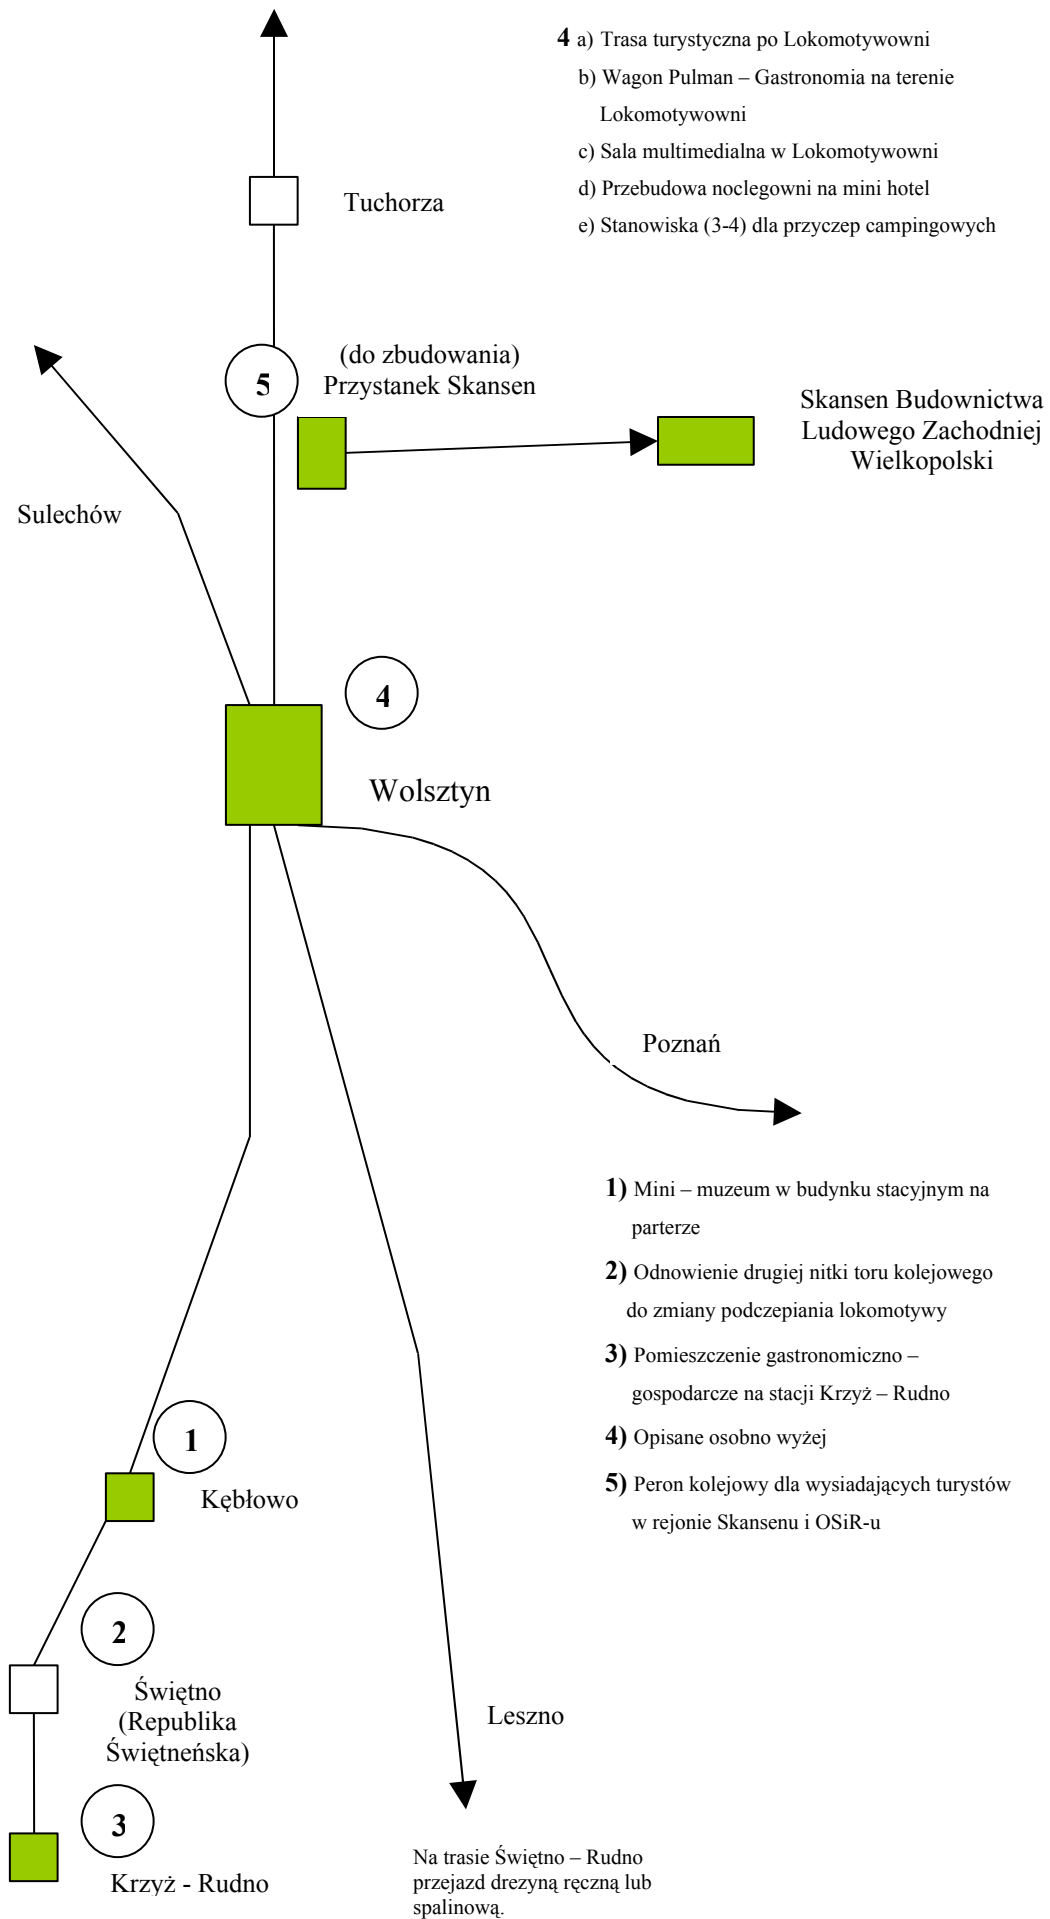 4 a) Trasa turystyczna po Lokomotywowni
b) Wagon Pulman – Gastronomia na terenie
Lokomotywowni
c) Sala multimedialna w Lokomotywowni
d) Przebudowa noclegowni na mini hotel
e) Stanowiska (3-4) dla przyczep campingowych
Tuchorza
5
(do zbudowania)
Przystanek Skansen
Skansen Budownictwa
Ludowego Zachodniej
Wielkopolski
Sulechów
4
Wolsztyn
Poznań
1) Mini – muzeum w budynku stacyjnym na
parterze
2) Odnowienie drugiej nitki toru kolejowego
do zmiany podczepiania lokomotywy
3) Pomieszczenie gastronomiczno –
gospodarcze na stacji Krzyż – Rudno
4) Opisane osobno wyżej
5) Peron kolejowy dla wysiadających turystów
w rejonie Skansenu i OSiR-u
1
Kębłowo
2
Świętno
(Republika
Świętneńska)
Leszno
3
Krzyż - Rudno
Na trasie Świętno – Rudno
przejazd drezyną ręczną lub
spalinową.